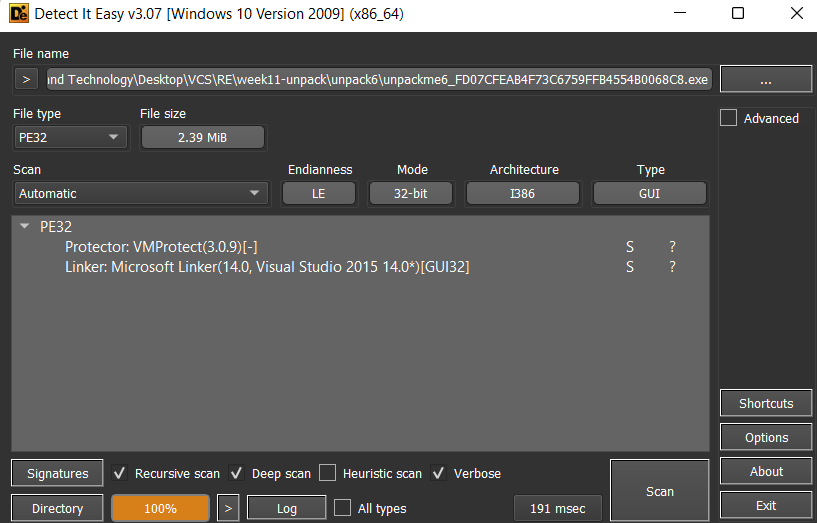 Detect It Easy v3.07 [Windows 10 Version 2009] (x86_64)
File name
> ind Technology\Desktop\VCS\RE\week11-unpack\unpack6\unpackme6_FD07CFEAB4F73C6759FFB4554B0068C8.exe ...
File type File size Advanced
PE32 2.39 MiB
Scan Endianness Mode Architecture Type
Automatic LE 32-bit I386 GUI
PE32
Protector: VMProtect(3.0.9)[-] S ?
Linker: Microsoft Linker(14.0, Visual Studio 2015 14.0*)[GUI32] S ?
Shortcuts
Options
Signatures Recursive scan Deep scan Heuristic scan Verbose Scan About
Directory 100% > Log All types 191 msec Exit